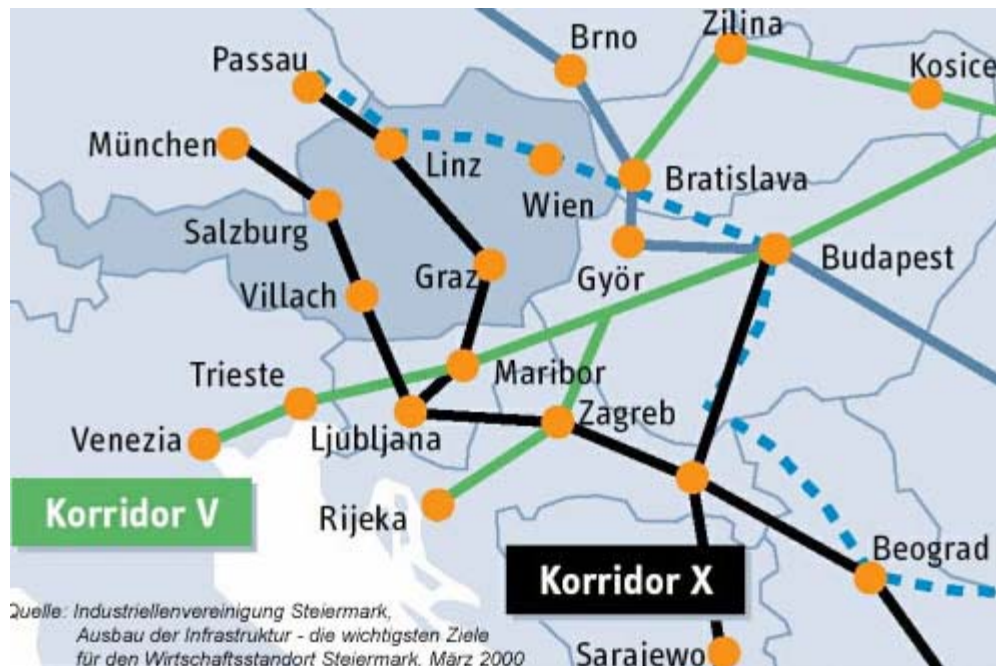 Zilina
Brno
Passau
Kosice
München
Linz
Bratislava
Wien
Salzburg
Budapest
Graz
Györ
Villach
Trieste
Maribor
Zagreb
Ljubljana
Venezia
Korridor V
Rijeka
Beograd
Korridor X
Quelle: Industriellenvereinigung Steiermark,
Ausbau der Infrastruktur - die wichtigsten Ziele
für den Wirtschaftsstandort Steiermark, März 2000
Sarajewo